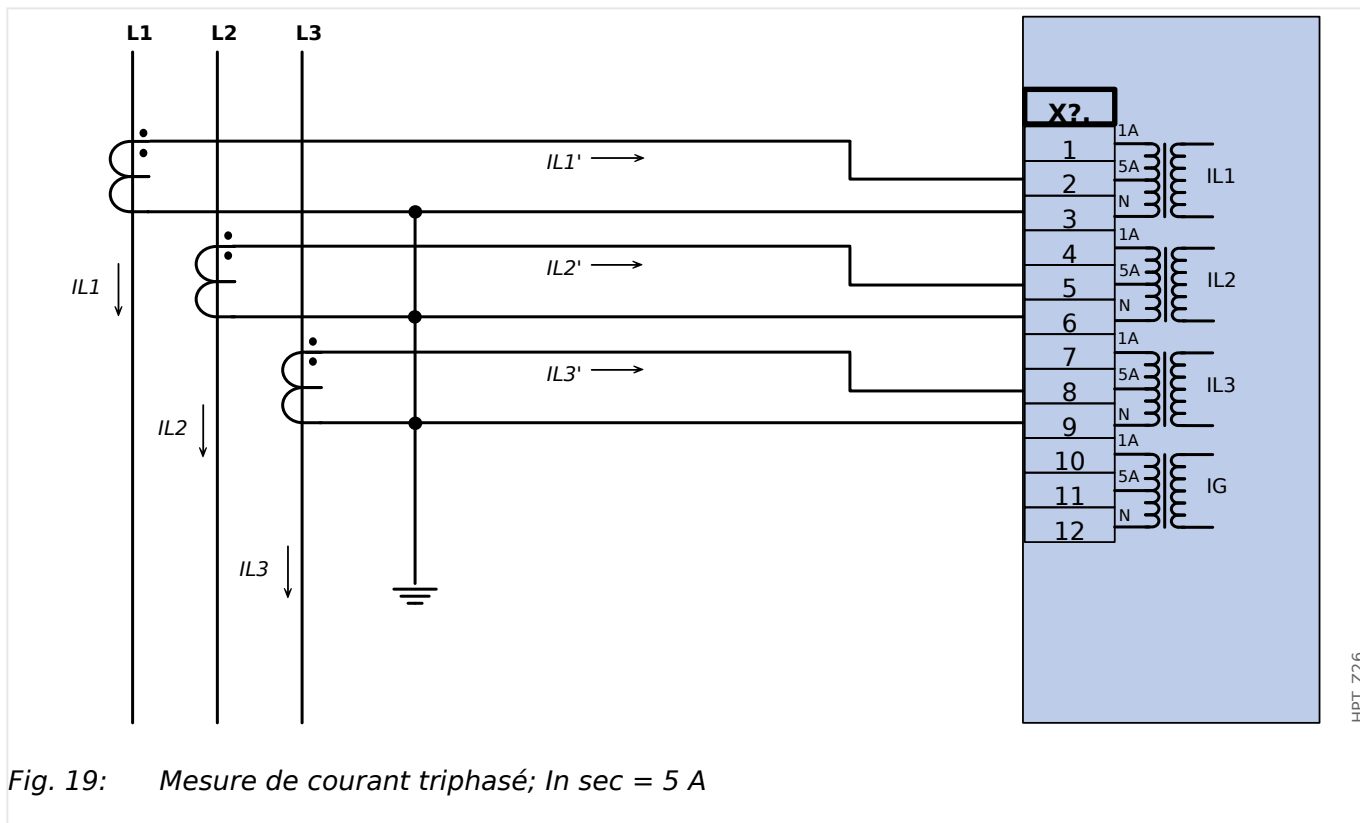 L1 L2 L3
X?.
1
2
3
4
5
6
7
8
9
10
11
12
1A
5A
N
1A
5A
N
1A
5A
N
1A
5A
N
IL1
IL2
IL3
IG
IL1'
IL2'
IL3'
IL1
IL2
IL3
HPT_Z26
Fig. 19: Mesure de courant triphasé; In sec = 5 A